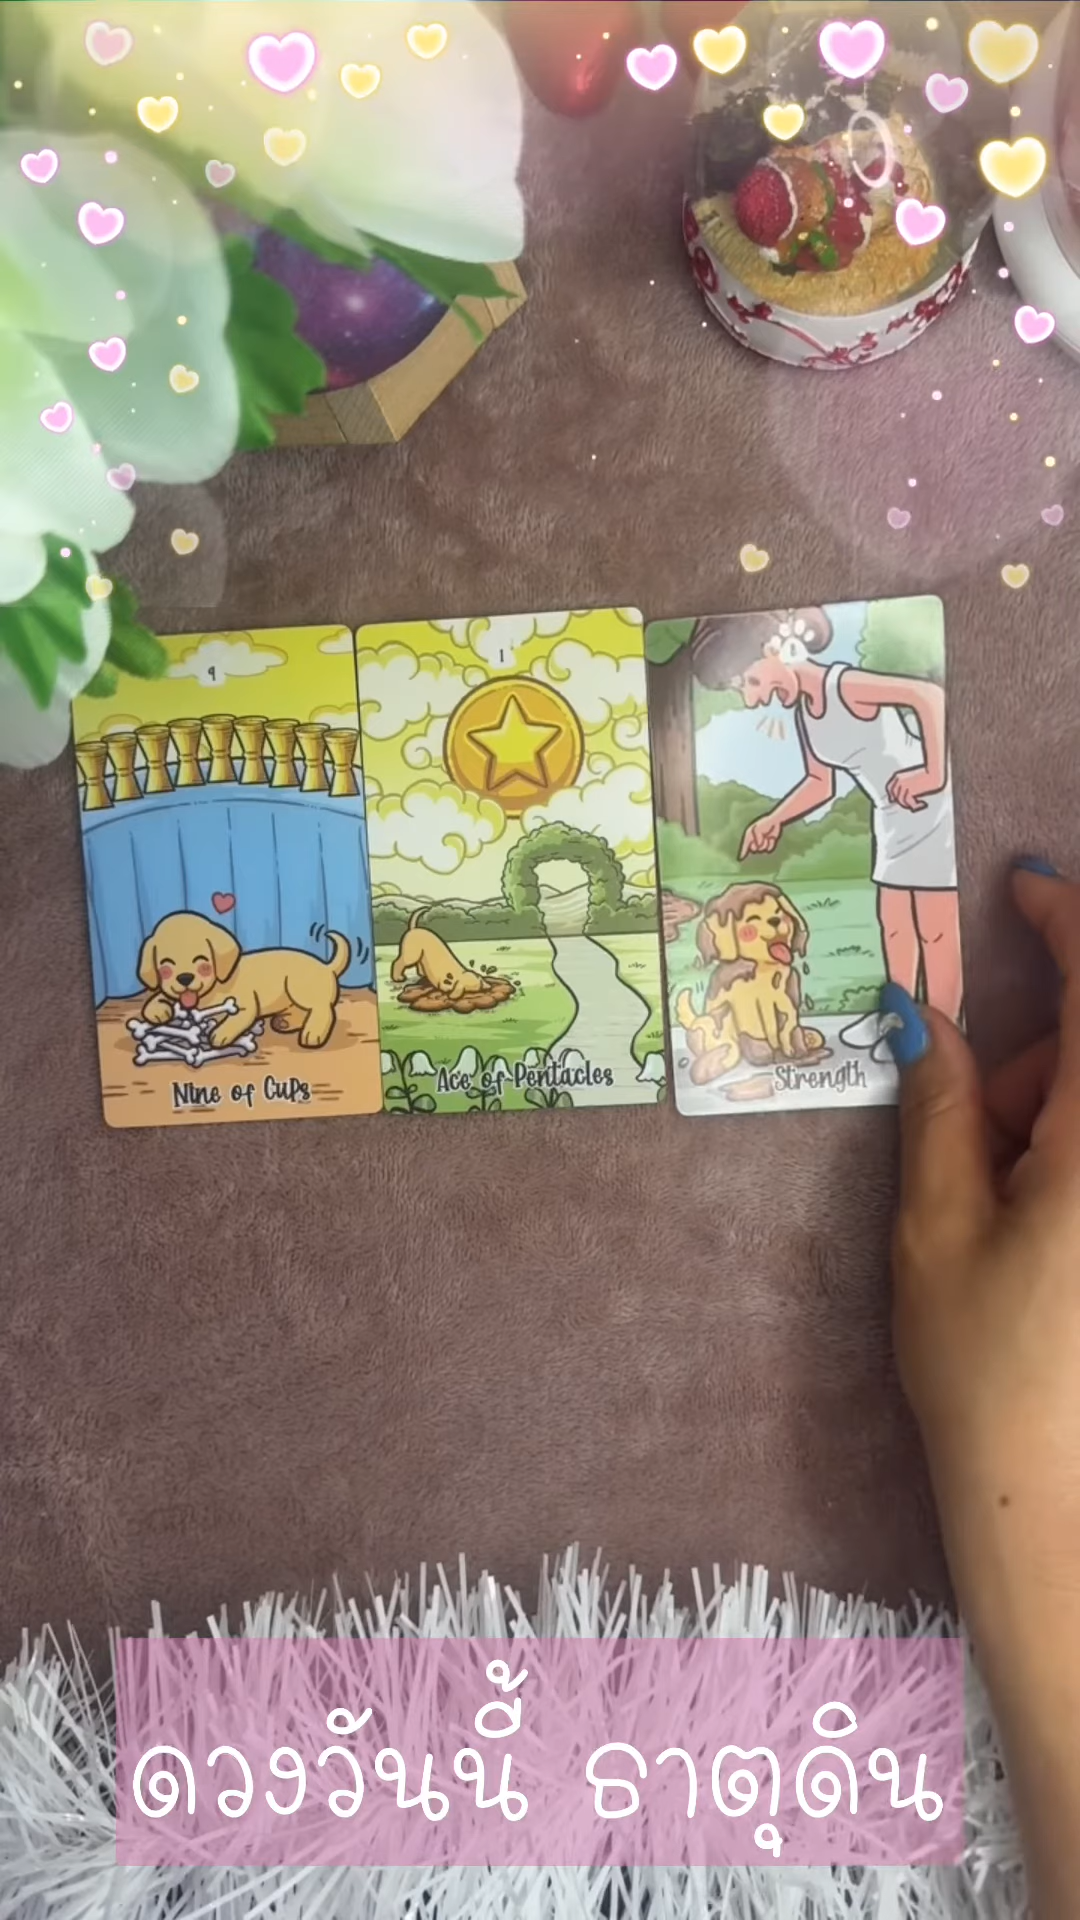 9
1
Nine of Cups
Ace of Pentacles
Strength
ดวงวันนี้ ธาตุดิน